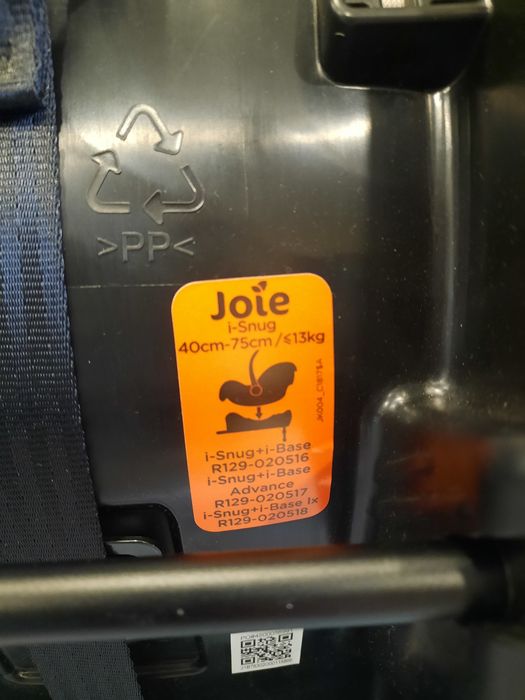 >PP<
Joie
i-Snug
40cm-75cm/≤13kg
i-Snug+i-Base
R129-020516
i-Snug+i-Base
Advance
R129-020517
i-Snug+i-Base lx
R129-020518